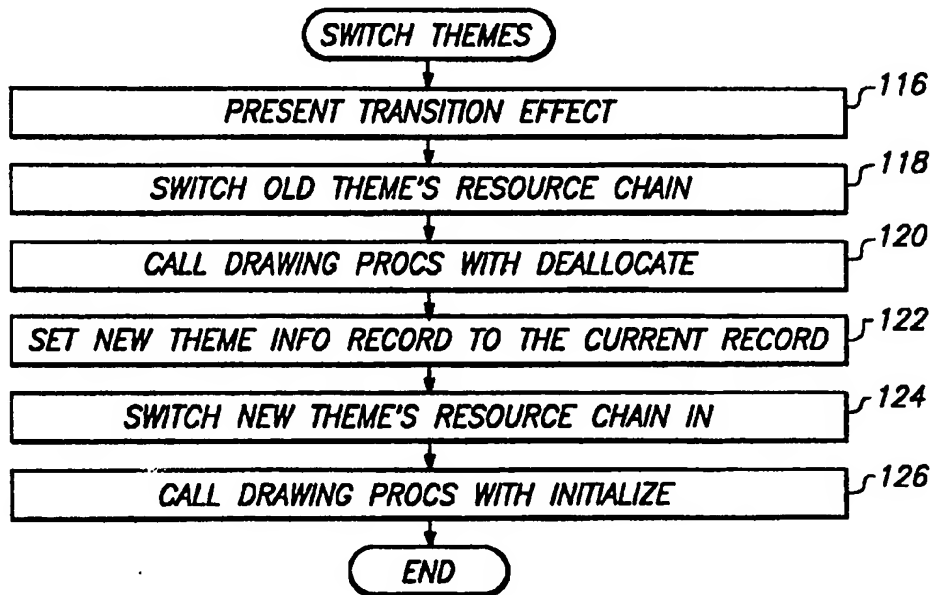 SWITCH THEMES
PRESENT TRANSITION EFFECT 116
SWITCH OLD THEME'S RESOURCE CHAIN 118
CALL DRAWING PROCS WITH DEALLOCATE 120
SET NEW THEME INFO RECORD TO THE CURRENT RECORD 122
SWITCH NEW THEME'S RESOURCE CHAIN IN 124
CALL DRAWING PROCS WITH INITIALIZE 126
END